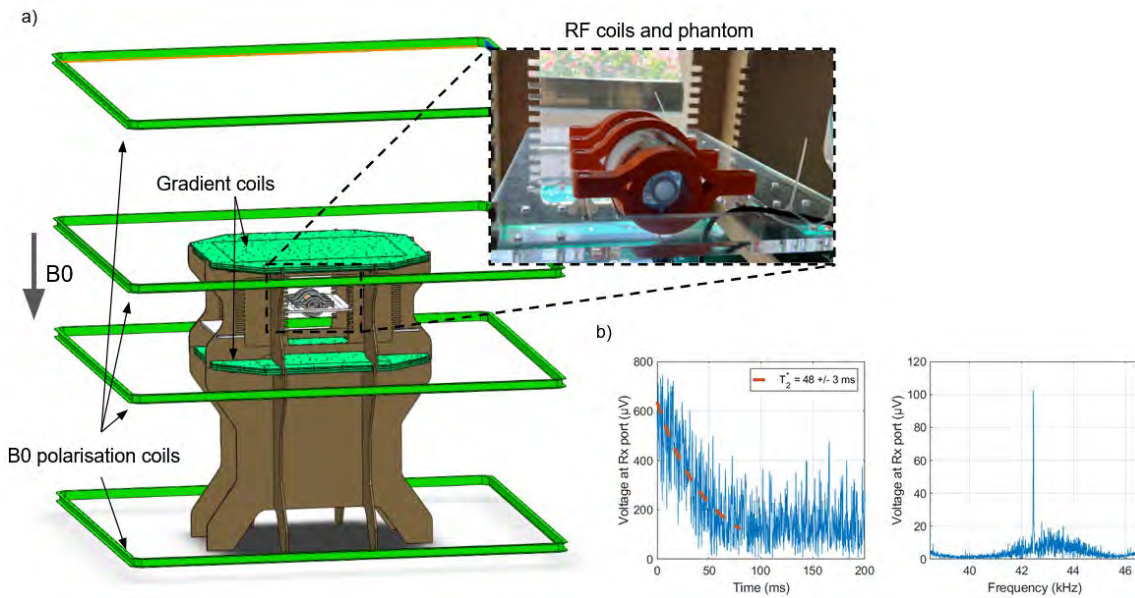 a)
RF coils and phantom
Gradient coils
B0
B0 polarisation coils
b)
800
600
400
200
0
Voltage at Rx port (µV)
T2* = 48 +/- 3 ms
0 50 100 150 200
Time (ms)
120
100
80
60
40
20
0
Voltage at Rx port (µV)
40 42 44 46
Frequency (kHz)